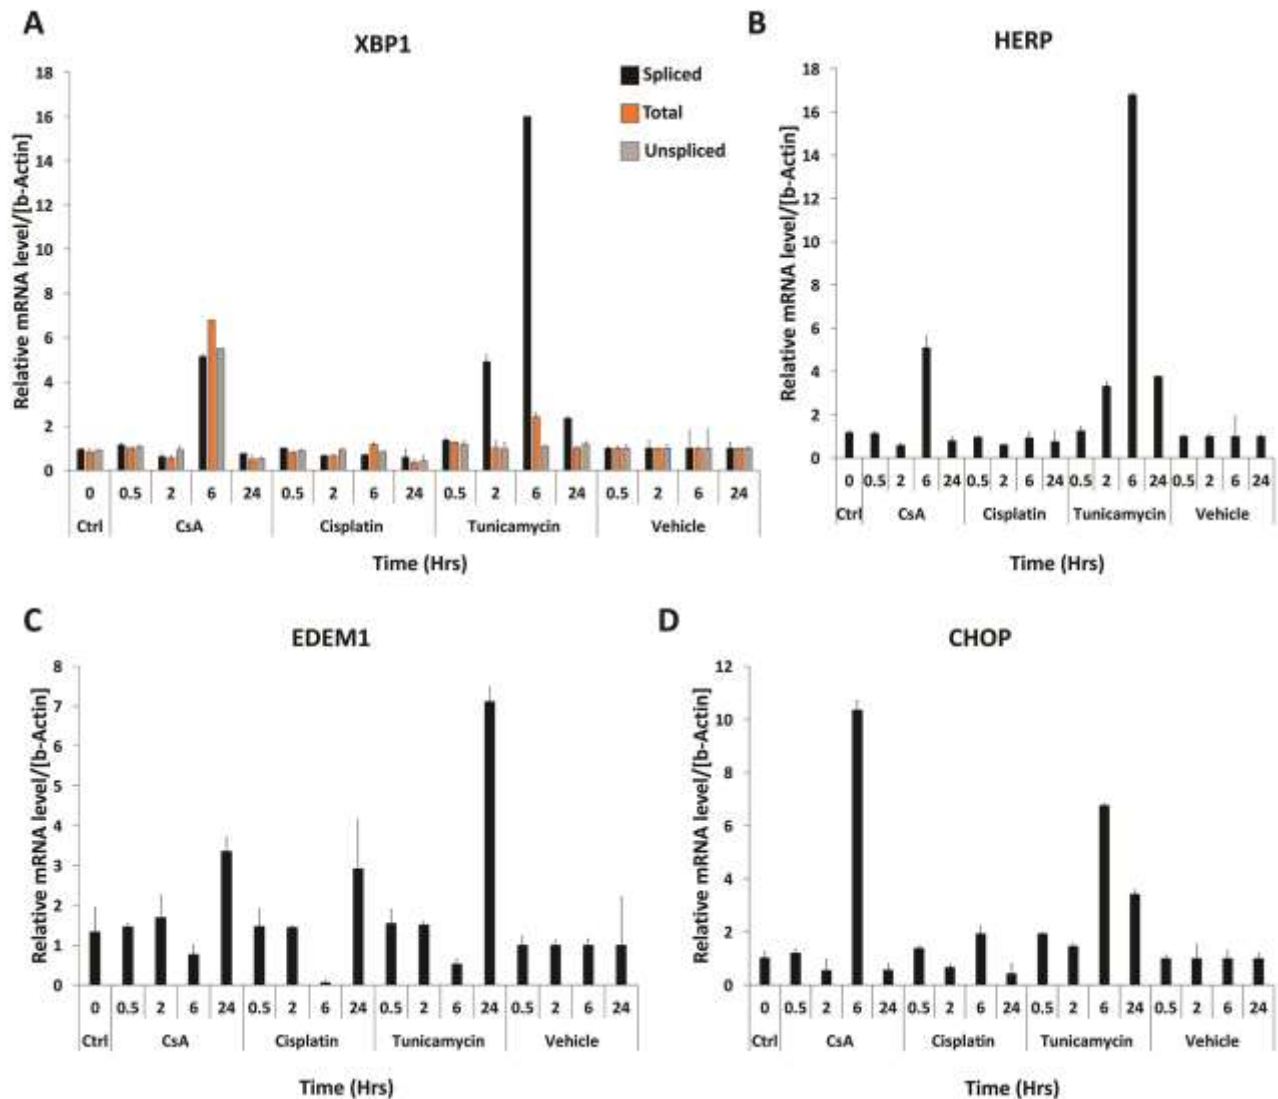 A
XBP1
Relative mRNA level/[b-Actin]
18
16
14
12
10
8
6
4
2
0
Spliced
Total
Unspliced
0 0.5 2 6 24 0.5 2 6 24 0.5 2 6 24 0.5 2 6 24
Ctrl CsA Cisplatin Tunicamycin Vehicle
Time (Hrs)
B
HERP
Relative mRNA level/[b-Actin]
18
16
14
12
10
8
6
4
2
0
0 0.5 2 6 24 0.5 2 6 24 0.5 2 6 24 0.5 2 6 24
Ctrl CsA Cisplatin Tunicamycin Vehicle
Time (Hrs)
C
EDEM1
Relative mRNA level/[b-Actin]
8
7
6
5
4
3
2
1
0
0 0.5 2 6 24 0.5 2 6 24 0.5 2 6 24 0.5 2 6 24
Ctrl CsA Cisplatin Tunicamycin Vehicle
Time (Hrs)
D
CHOP
Relative mRNA level/[b-Actin]
12
10
8
6
4
2
0
0 0.5 2 6 24 0.5 2 6 24 0.5 2 6 24 0.5 2 6 24
Ctrl CsA Cisplatin Tunicamycin Vehicle
Time (Hrs)